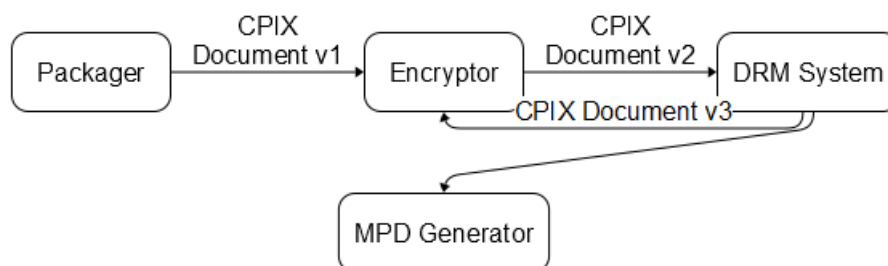 CPIX
Document v1
CPIX
Document v2
Packager
Encryptor
DRM System
CPIX Document v3
MPD Generator